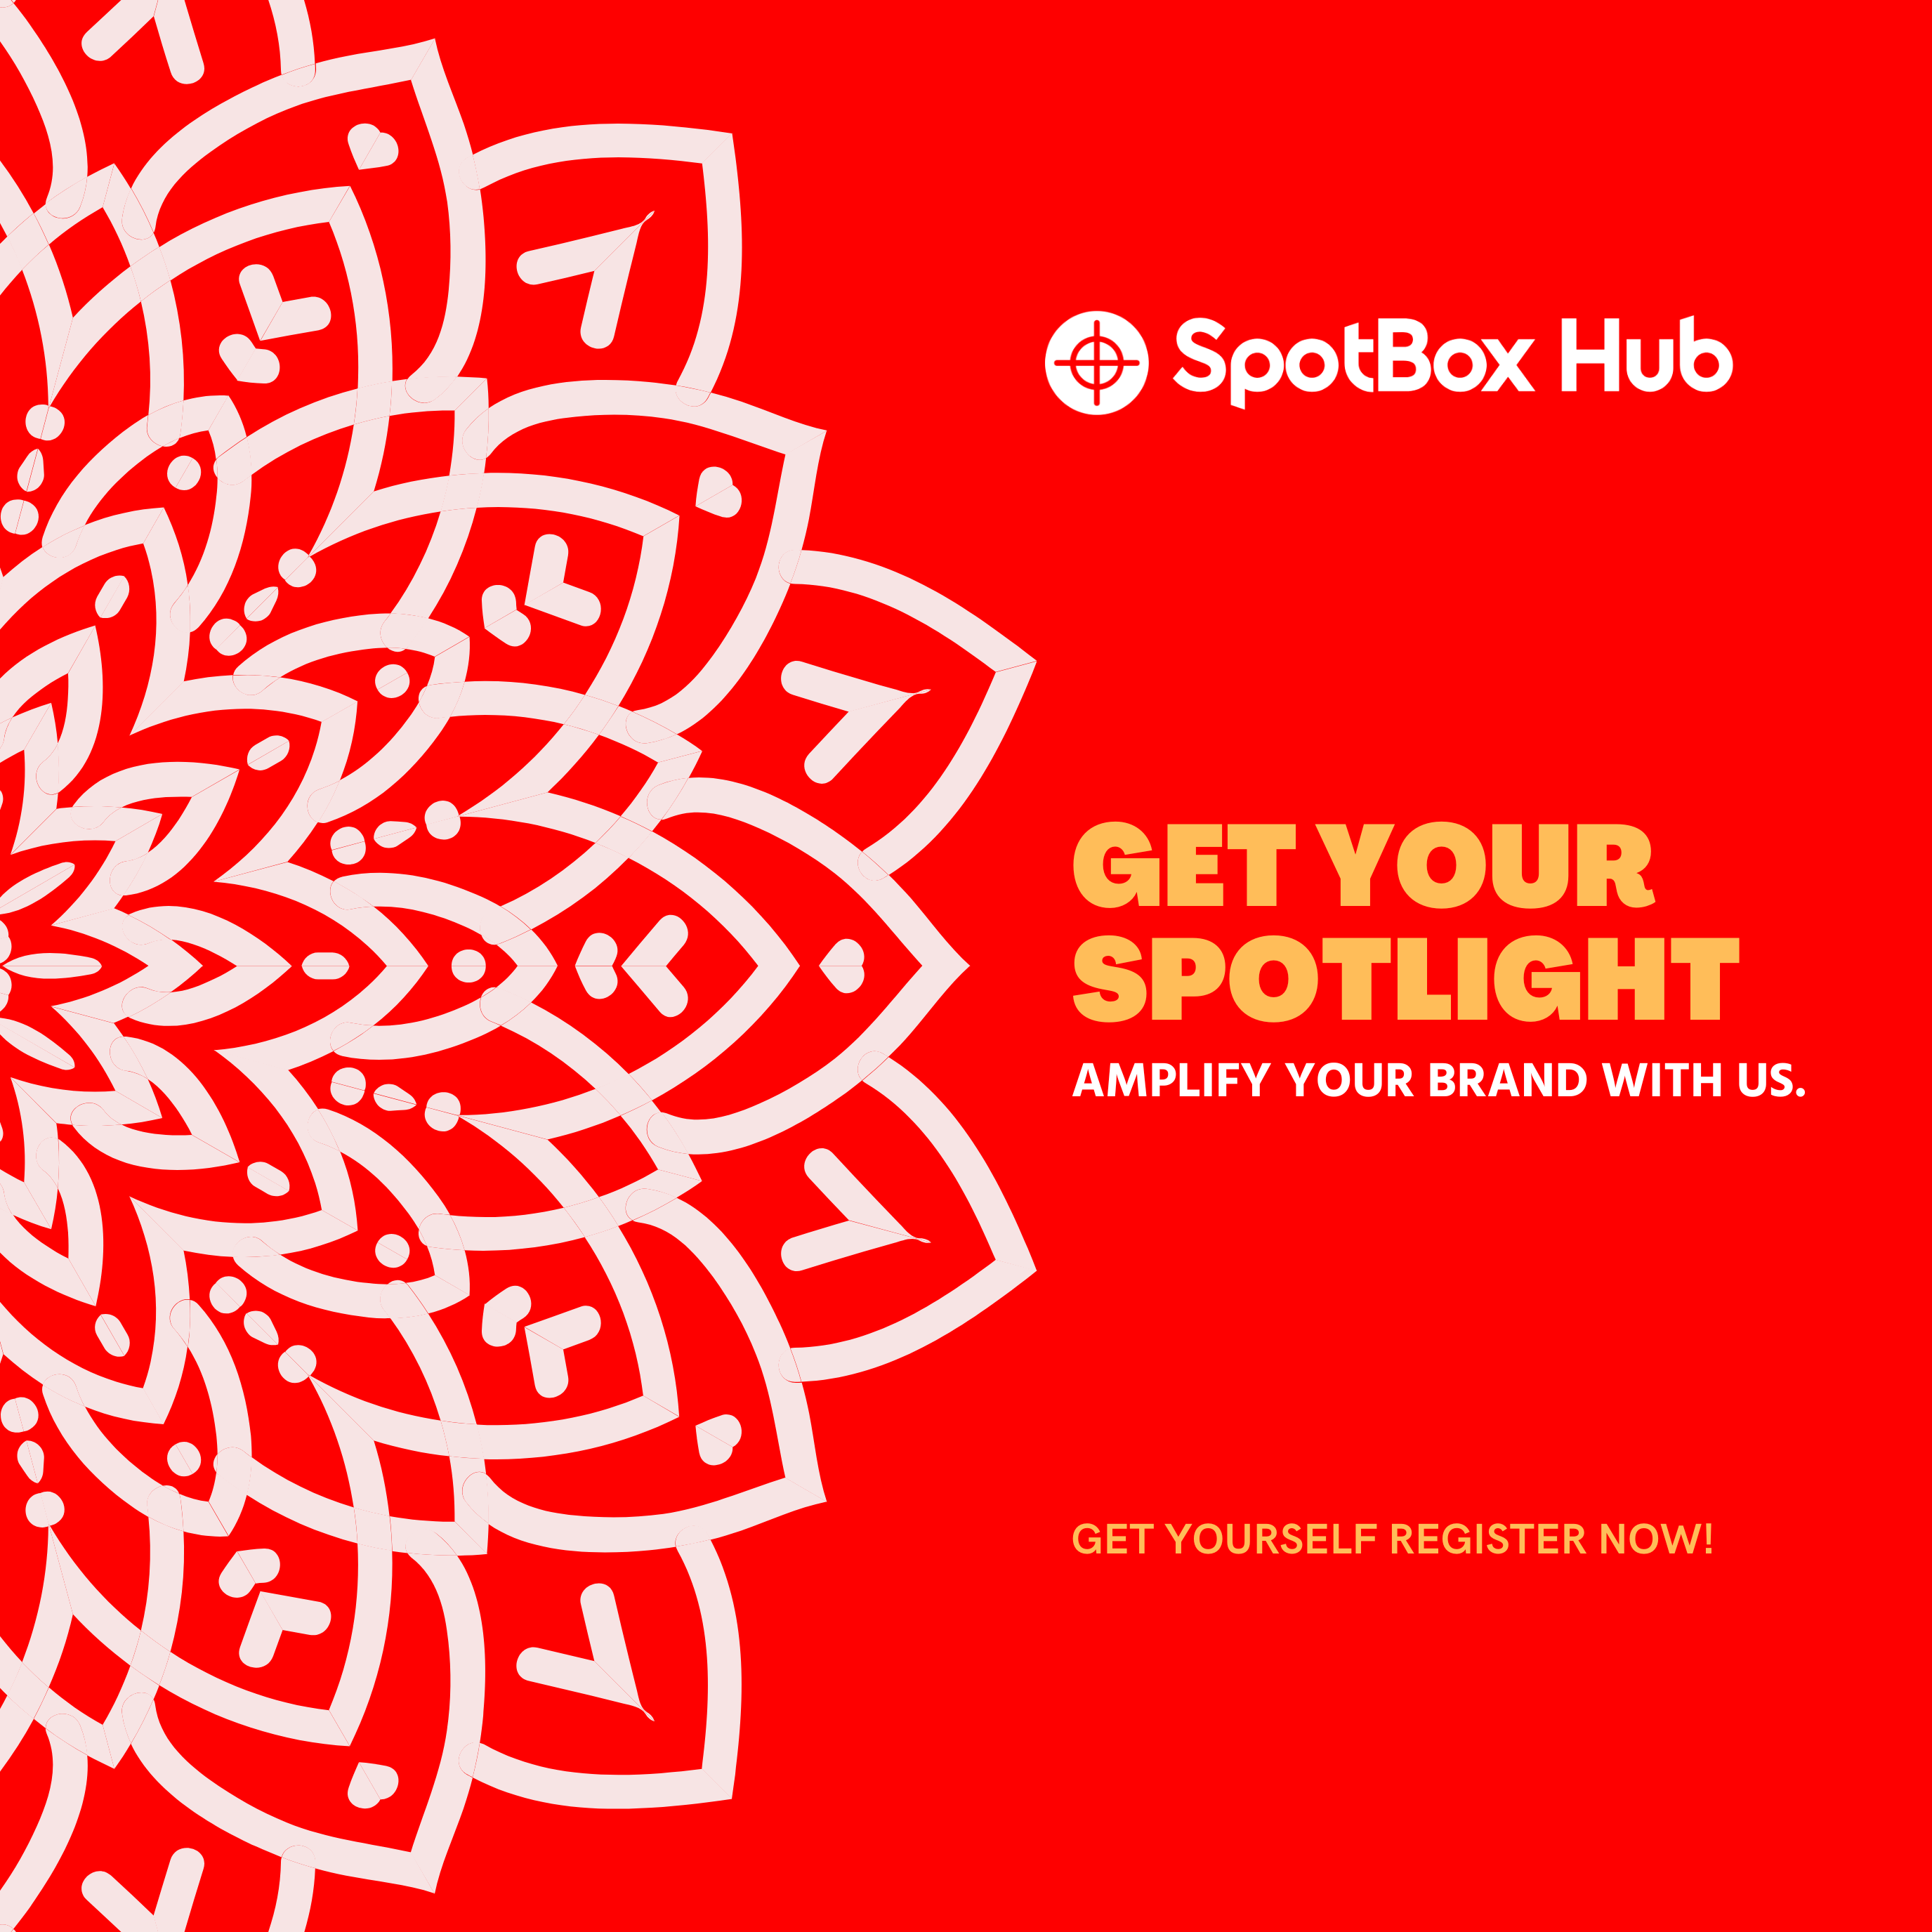 SpotBox Hub
GET YOUR
SPOTLIGHT
AMPLIFY YOUR BRAND WITH US.
GET YOURSELF REGISTER NOW!